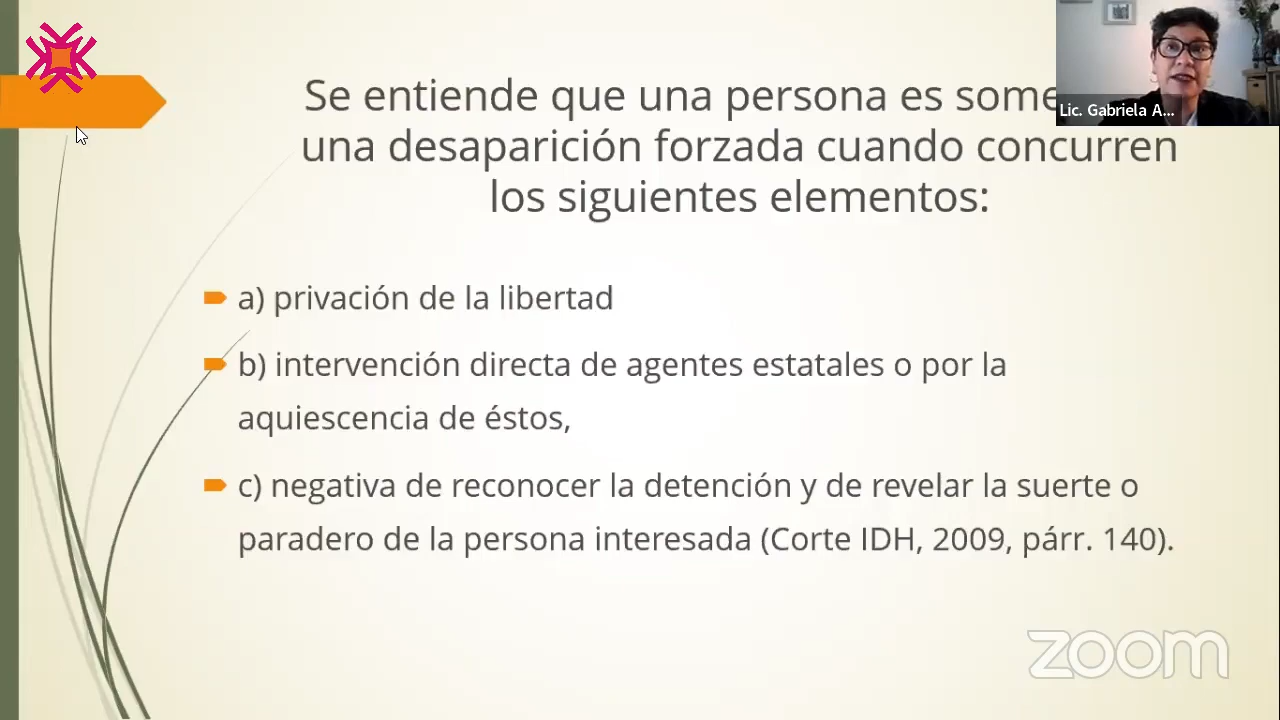 Se entiende que una persona es some
una desaparición forzada cuando concurren
los siguientes elementos:
a) privación de la libertad
b) intervención directa de agentes estatales o por la
aquiescencia de éstos,
c) negativa de reconocer la detención y de revelar la suerte o
paradero de la persona interesada (Corte IDH, 2009, párr. 140).
Lic. Gabriela A...
zoom